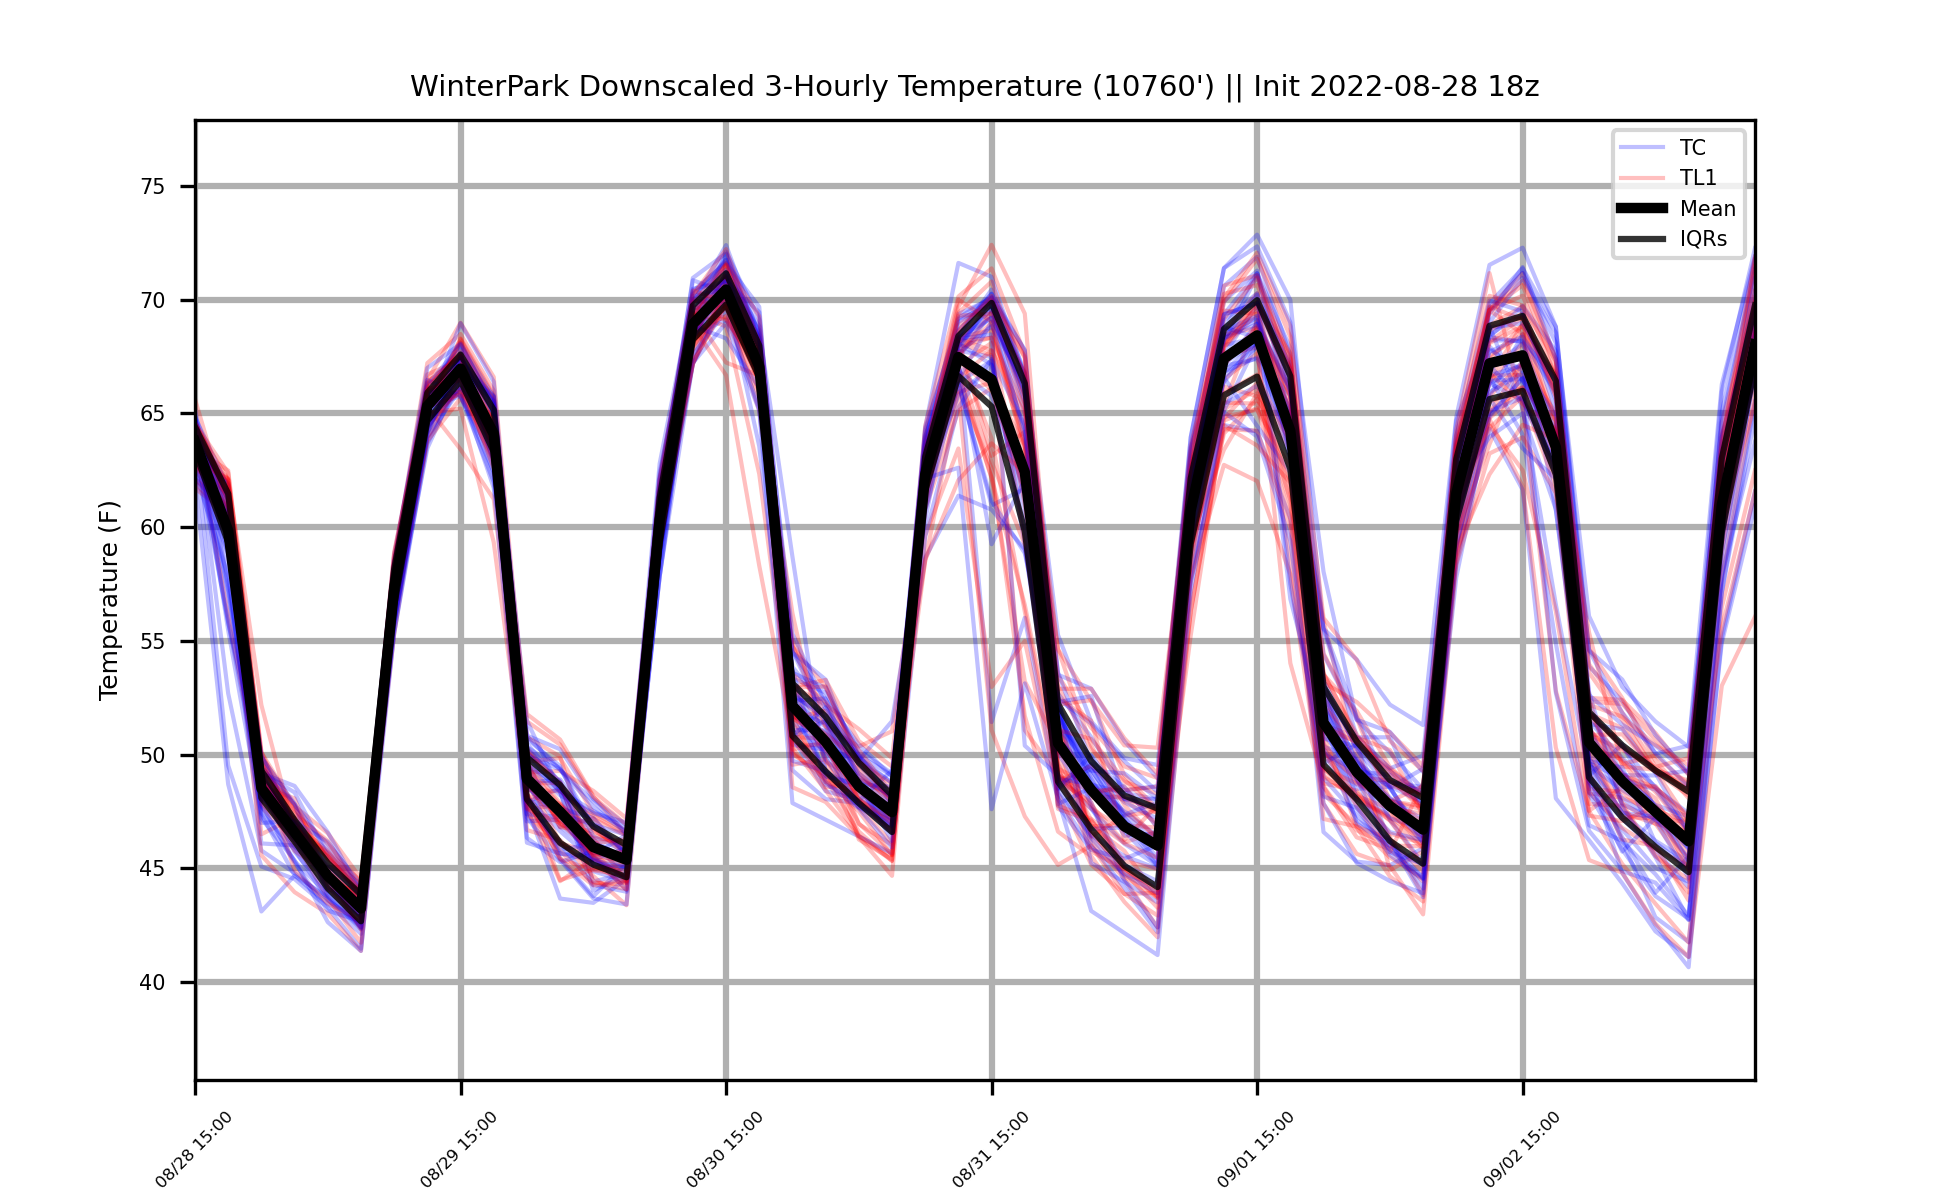 WinterPark Downscaled 3-Hourly Temperature (10760') || Init 2022-08-28 18z
TC
TL1
Mean
IQRs
Temperature (F)
75
70
65
60
55
50
45
40
08/28 15:00
08/29 15:00
08/30 15:00
08/31 15:00
09/01 15:00
09/02 15:00